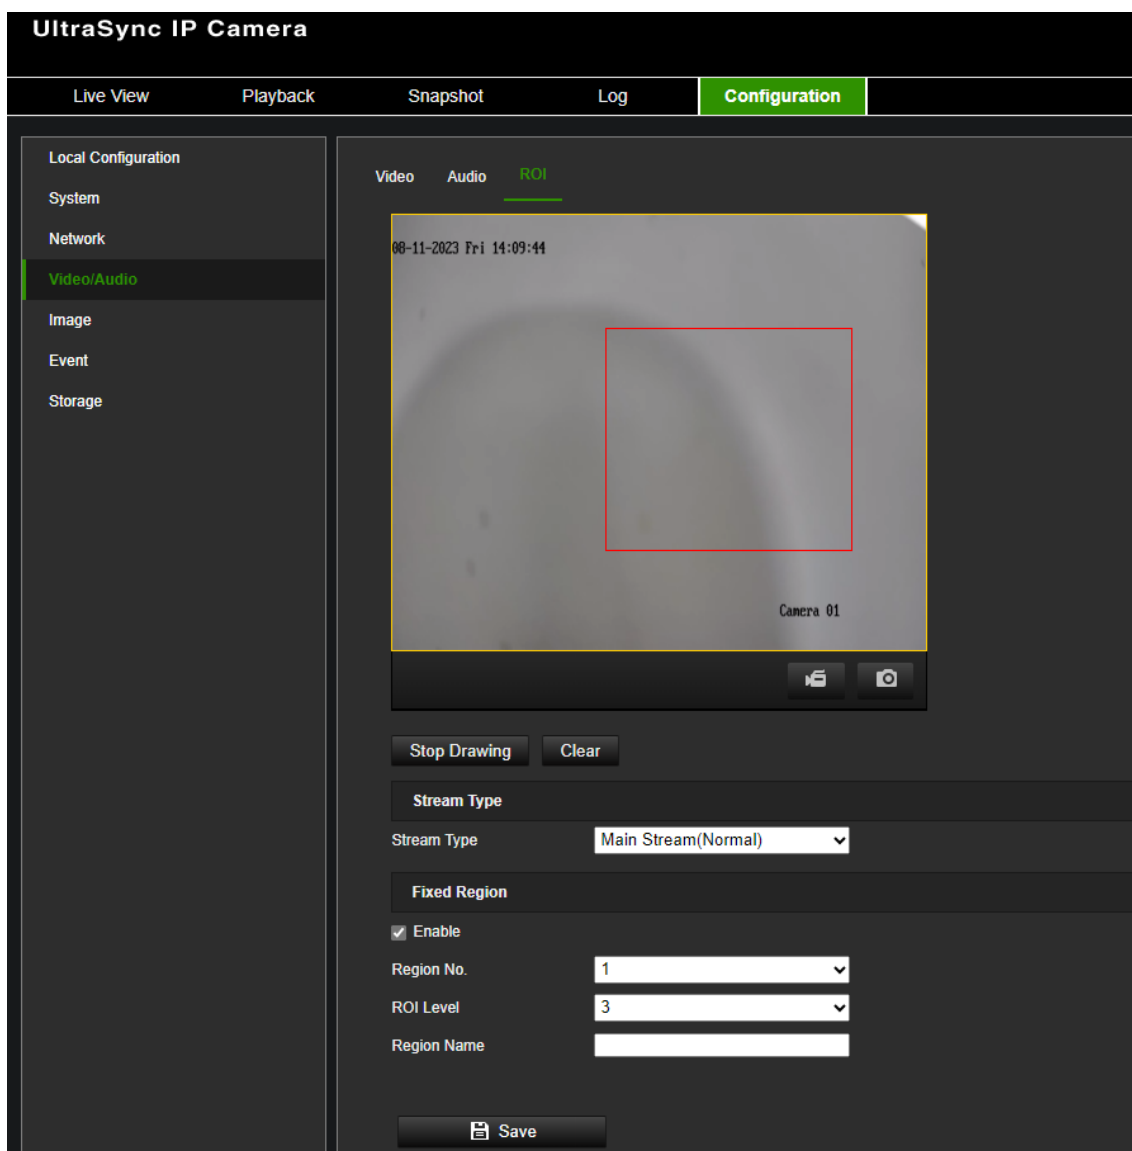 UltraSync IP Camera
Live View Playback Snapshot Log Configuration
Local Configuration
System
Network
Video/Audio
Image
Event
Storage
Video Audio ROI
08-11-2023 Fri 14:09:44
Camera 01
Stop Drawing Clear
Stream Type
Stream Type Main Stream(Normal)
Fixed Region
Enable
Region No. 1
ROI Level 3
Region Name
Save